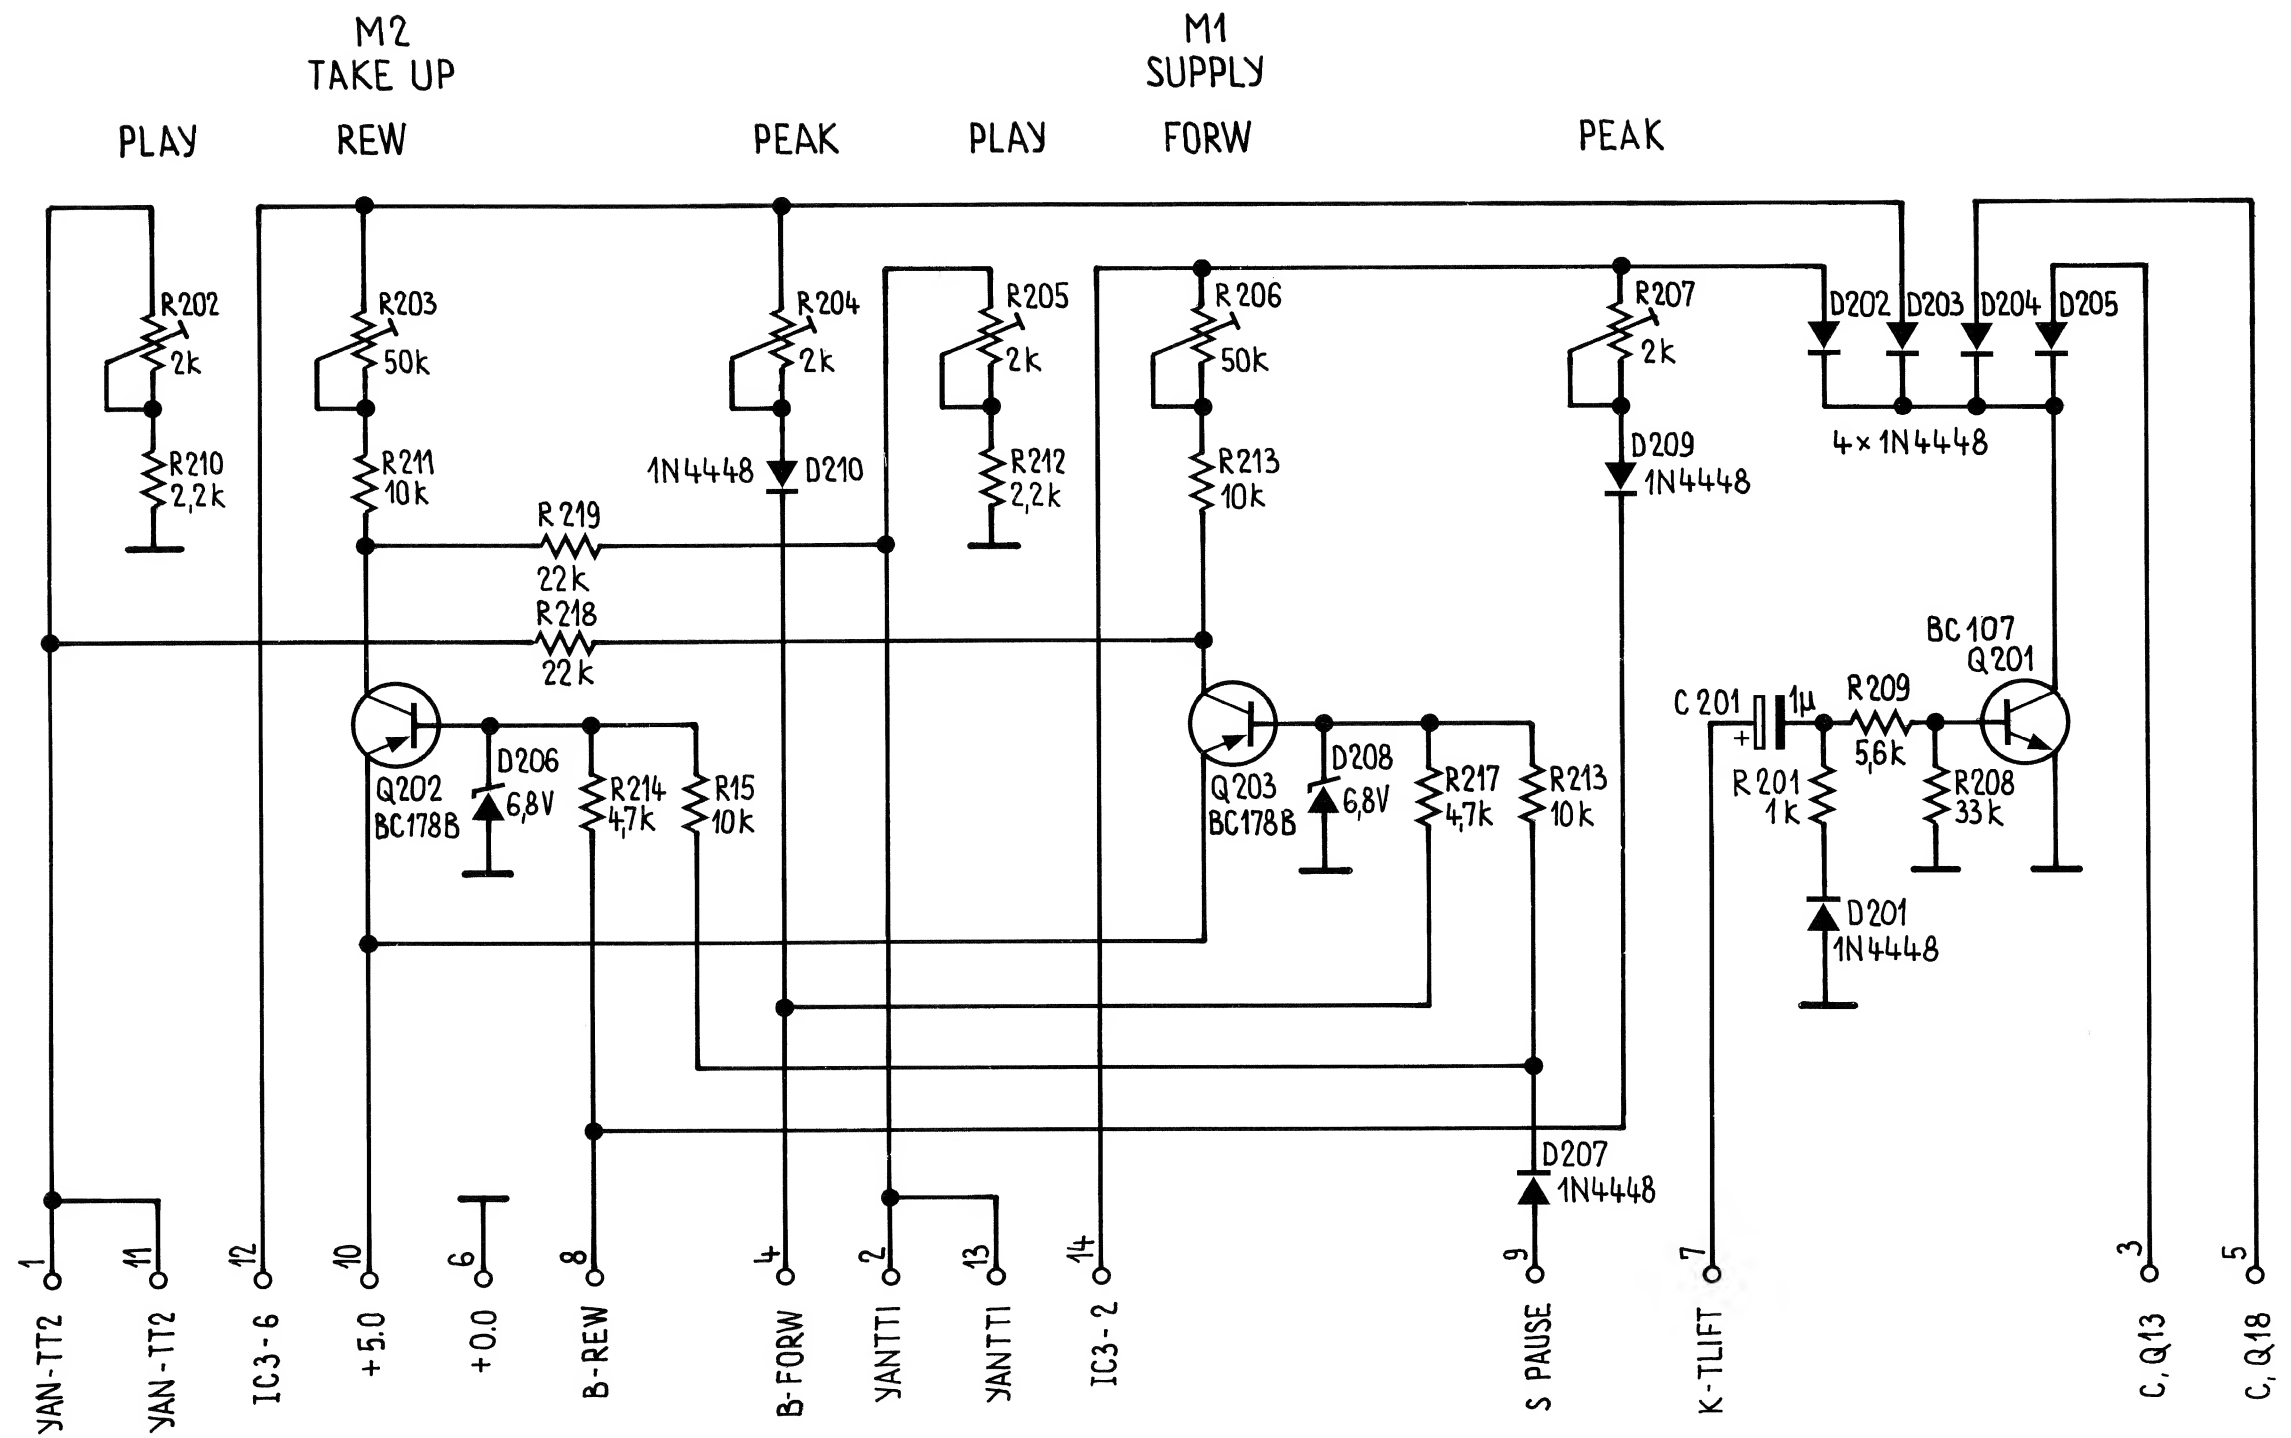 M2
TAKE UP
M1
SUPPLY
PLAY
REW
PEAK
PLAY
FORW
PEAK
R202
2k
R203
50k
R204
2k
R205
2k
R206
50k
R207
2k
D202
D203
D204
D205
4x1N4448
R210
2,2k
R211
10k
1N4448
D210
R212
2,2k
R213
10k
D209
1N4448
R219
22k
R218
22k
BC107
Q201
C201
1µ
+
R209
5,6k
R201
1k
R208
33k
D201
1N4448
Q202
BC178B
D206
6,8V
R214
4,7k
R15
10k
Q203
BC178B
D208
6,8V
R217
4,7k
R213
10k
D207
1N4448
1
11
12
10
6
8
4
2
13
14
9
7
3
5
YAN-TT2
YAN-TT2
IC3-6
+5.0
+0.0
B-REW
B-FORW
YANTT1
YANTT1
IC3-2
S PAUSE
K-TLIFT
C,Q13
C,Q18